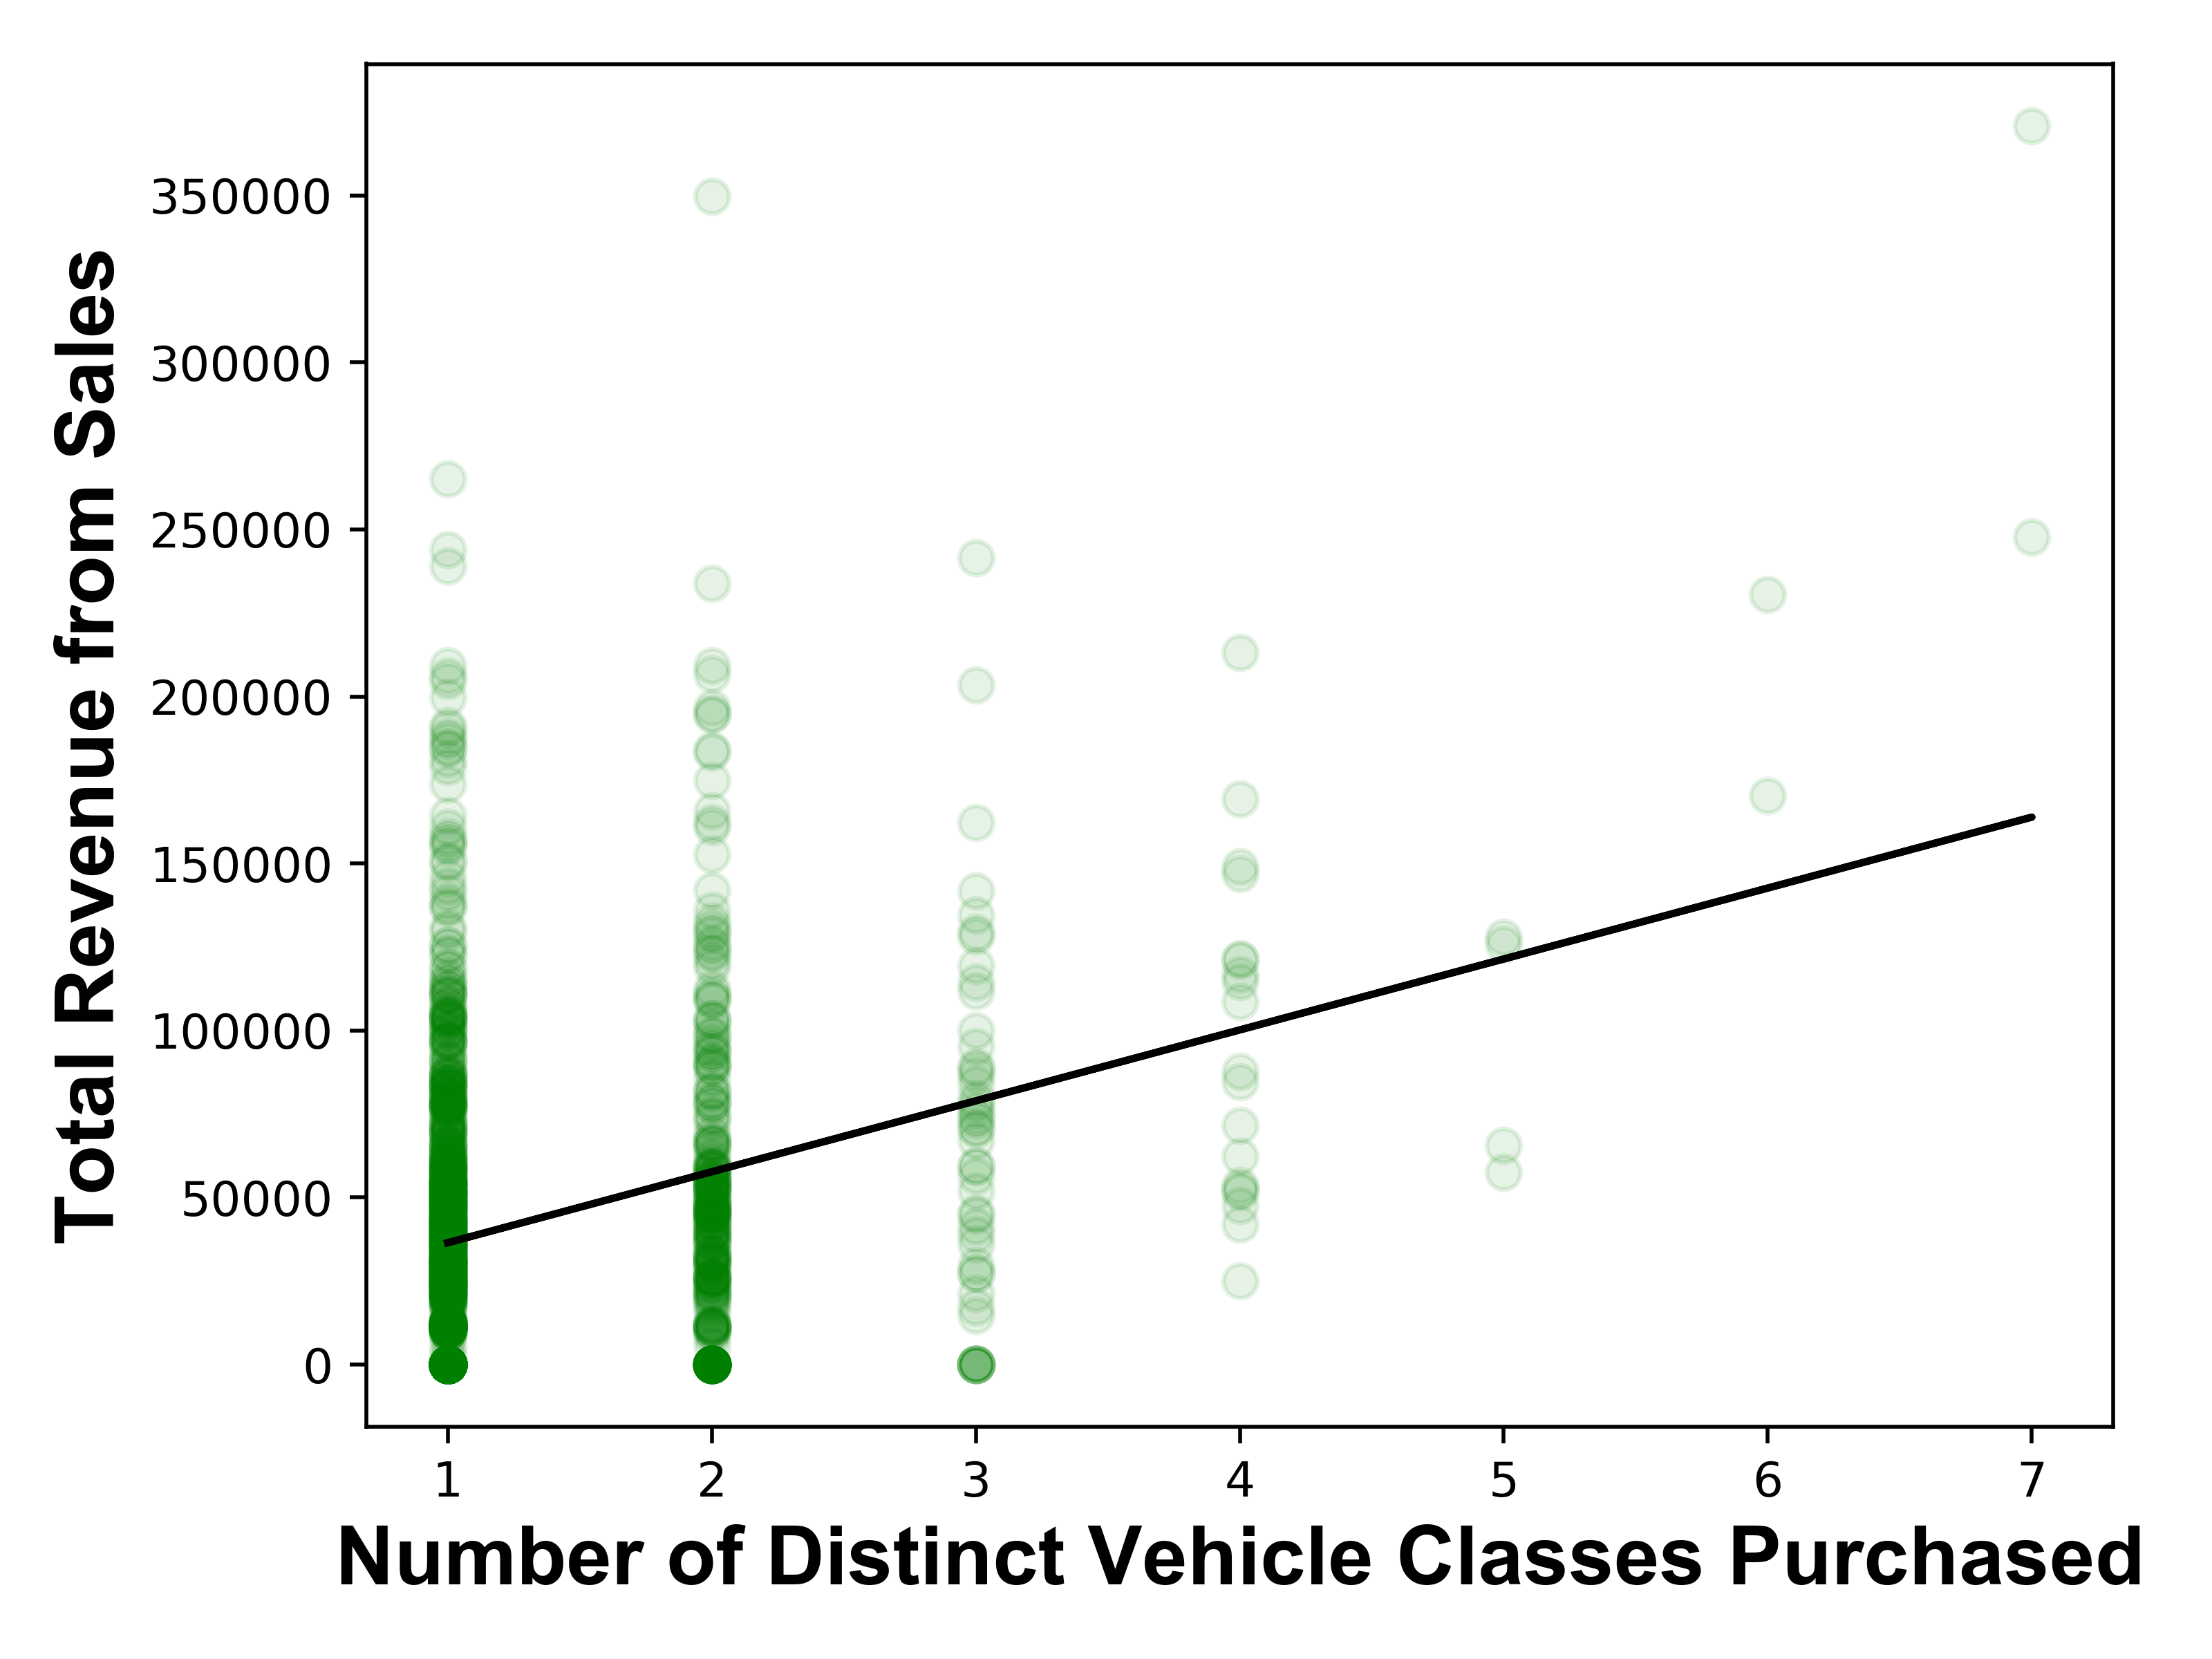 Total Revenue from Sales
350000
300000
250000
200000
150000
100000
50000
0
1 2 3 4 5 6 7
Number of Distinct Vehicle Classes Purchased